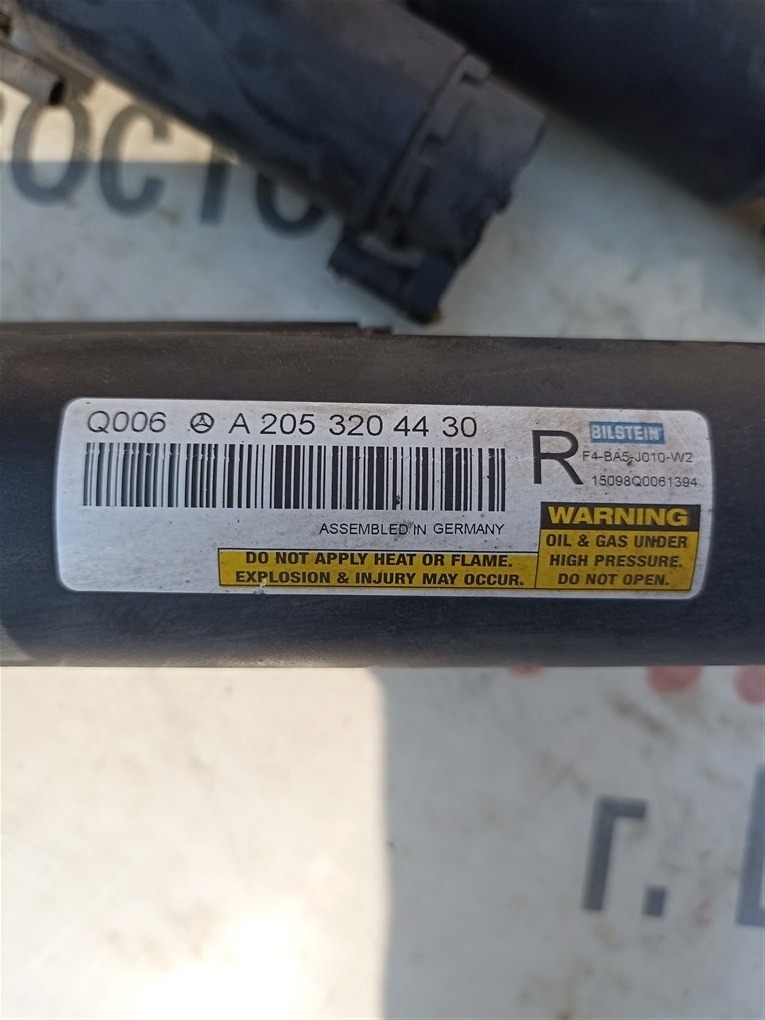 ОСТО
Q006 A 205 320 44 30
R
BILSTEIN
F4-BA5-J010-W2
15098Q0061394
ASSEMBLED IN GERMANY
WARNING
OIL & GAS UNDER
HIGH PRESSURE.
DO NOT OPEN.
DO NOT APPLY HEAT OR FLAME.
EXPLOSION & INJURY MAY OCCUR.
г.